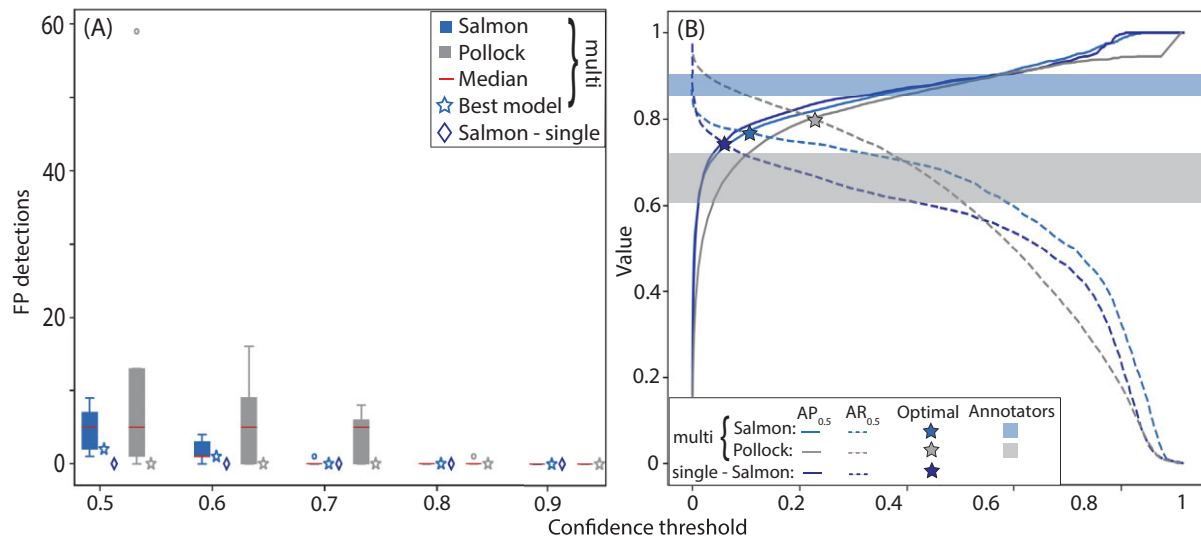 (A)
Salmon
Pollock
Median
Best model
Salmon - single
multi
FP detections
60
40
20
0
0.5 0.6 0.7 0.8 0.9
Confidence threshold
(B)
Value
1
0.8
0.6
0.4
0.2
0
0 0.2 0.4 0.6 0.8 1
AP0.5 AR0.5 Optimal Annotators
multi
Salmon:
Pollock:
single - Salmon: